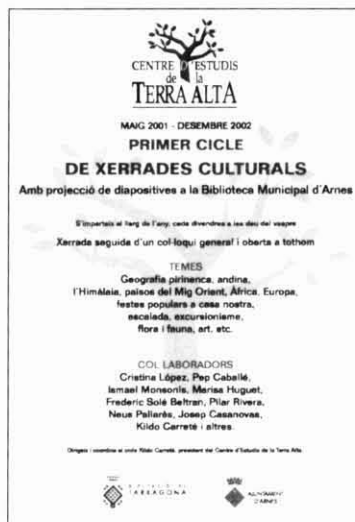 CENTRE D'ESTUDIS
de la
TERRA ALTA
MAIG 2001 - DESEMBRE 2002
PRIMER CICLE
DE XERRADES CULTURALS
Amb projecció de diapositives a la Biblioteca Municipal d'Arnes
S'imparteix al llarg de l'any, cada divendres a les deu del vespre
Xerrada seguida d'un col·loqui general i oberta a tothom
TEMES
Geografia pirinenca, andina,
l'Himàlaia, països del Mig Orient, Àfrica, Europa,
festes populars a casa nostra,
escalada, excursionisme,
flora i fauna, art, etc.
COL·LABORADORS
Cristina López, Pep Caballé,
Ismael Monsonís, Marisa Huguet,
Frederic Solé Beltran, Pilar Rivera,
Neus Pallarès, Josep Casanovas,
Kildo Carreté i altres.
Dirigeix i coordina el cicle Kildo Carreté, president del Centre d'Estudis de la Terra Alta
TARRAGONA
AJUNTAMENT
D'ARNES